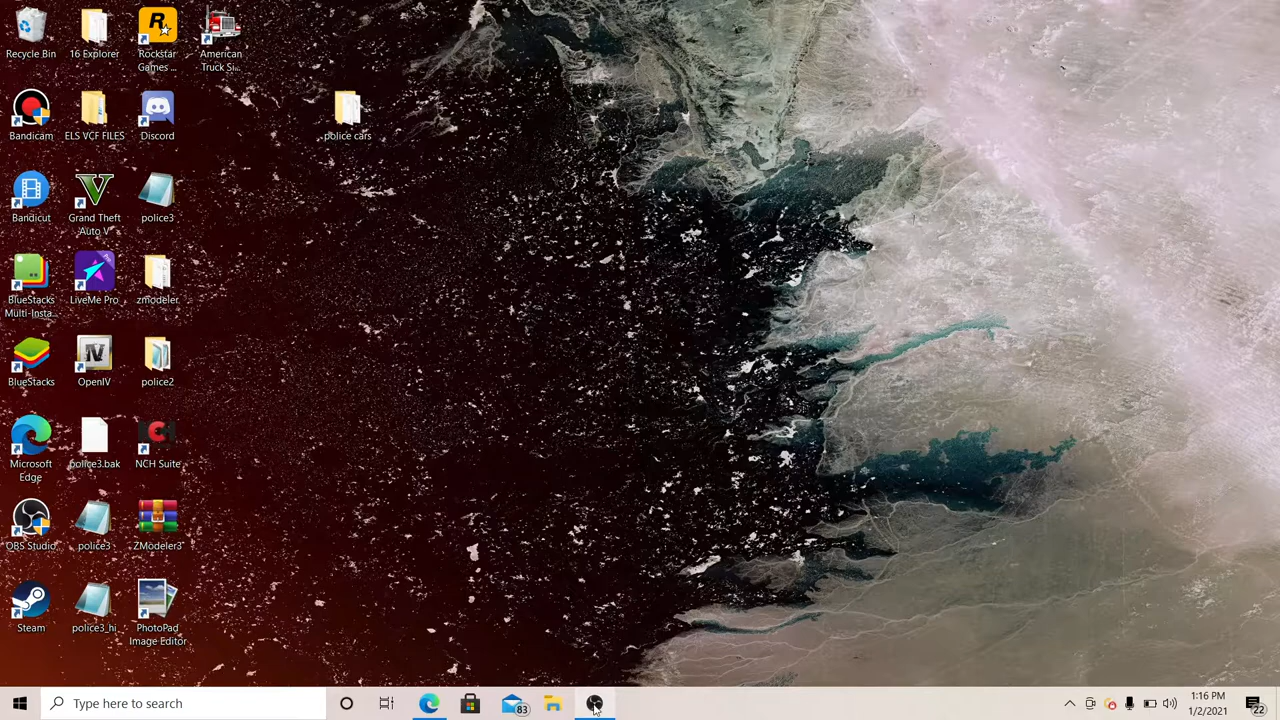 Recycle Bin
16 Explorer
Rockstar
Games ...
American
Truck Si...
Bandicam
ELS VCF FILES
Discord
police cars
Bandicut
Grand Theft
Auto V
police3
BlueStacks
Multi-Insta...
LiveMe Pro
zmodeler
BlueStacks
OpenIV
police2
Microsoft
Edge
police3.bak
NCH Suite
OBS Studio
police3
ZModeler3
Steam
police3_hi
PhotoPad
Image Editor
Type here to search
83
1:16 PM
1/2/2021
22